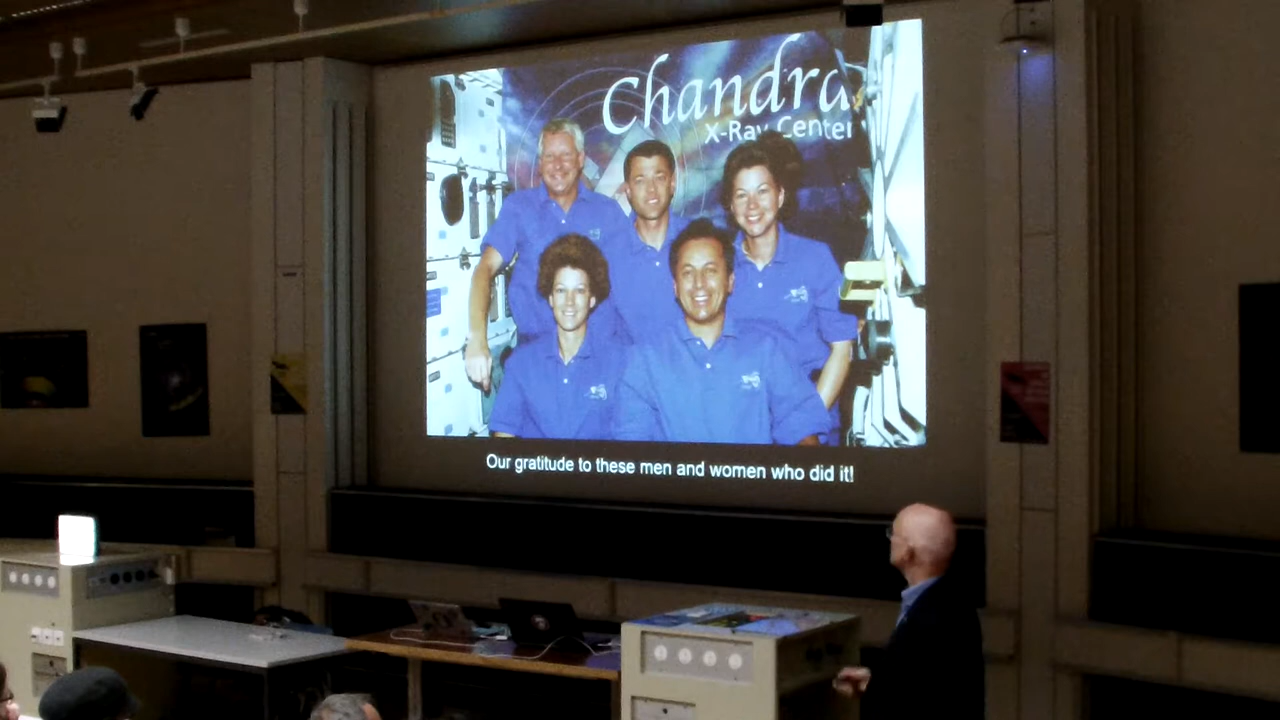 Chandra
X-Ray Center
Our gratitude to these men and women who did it!